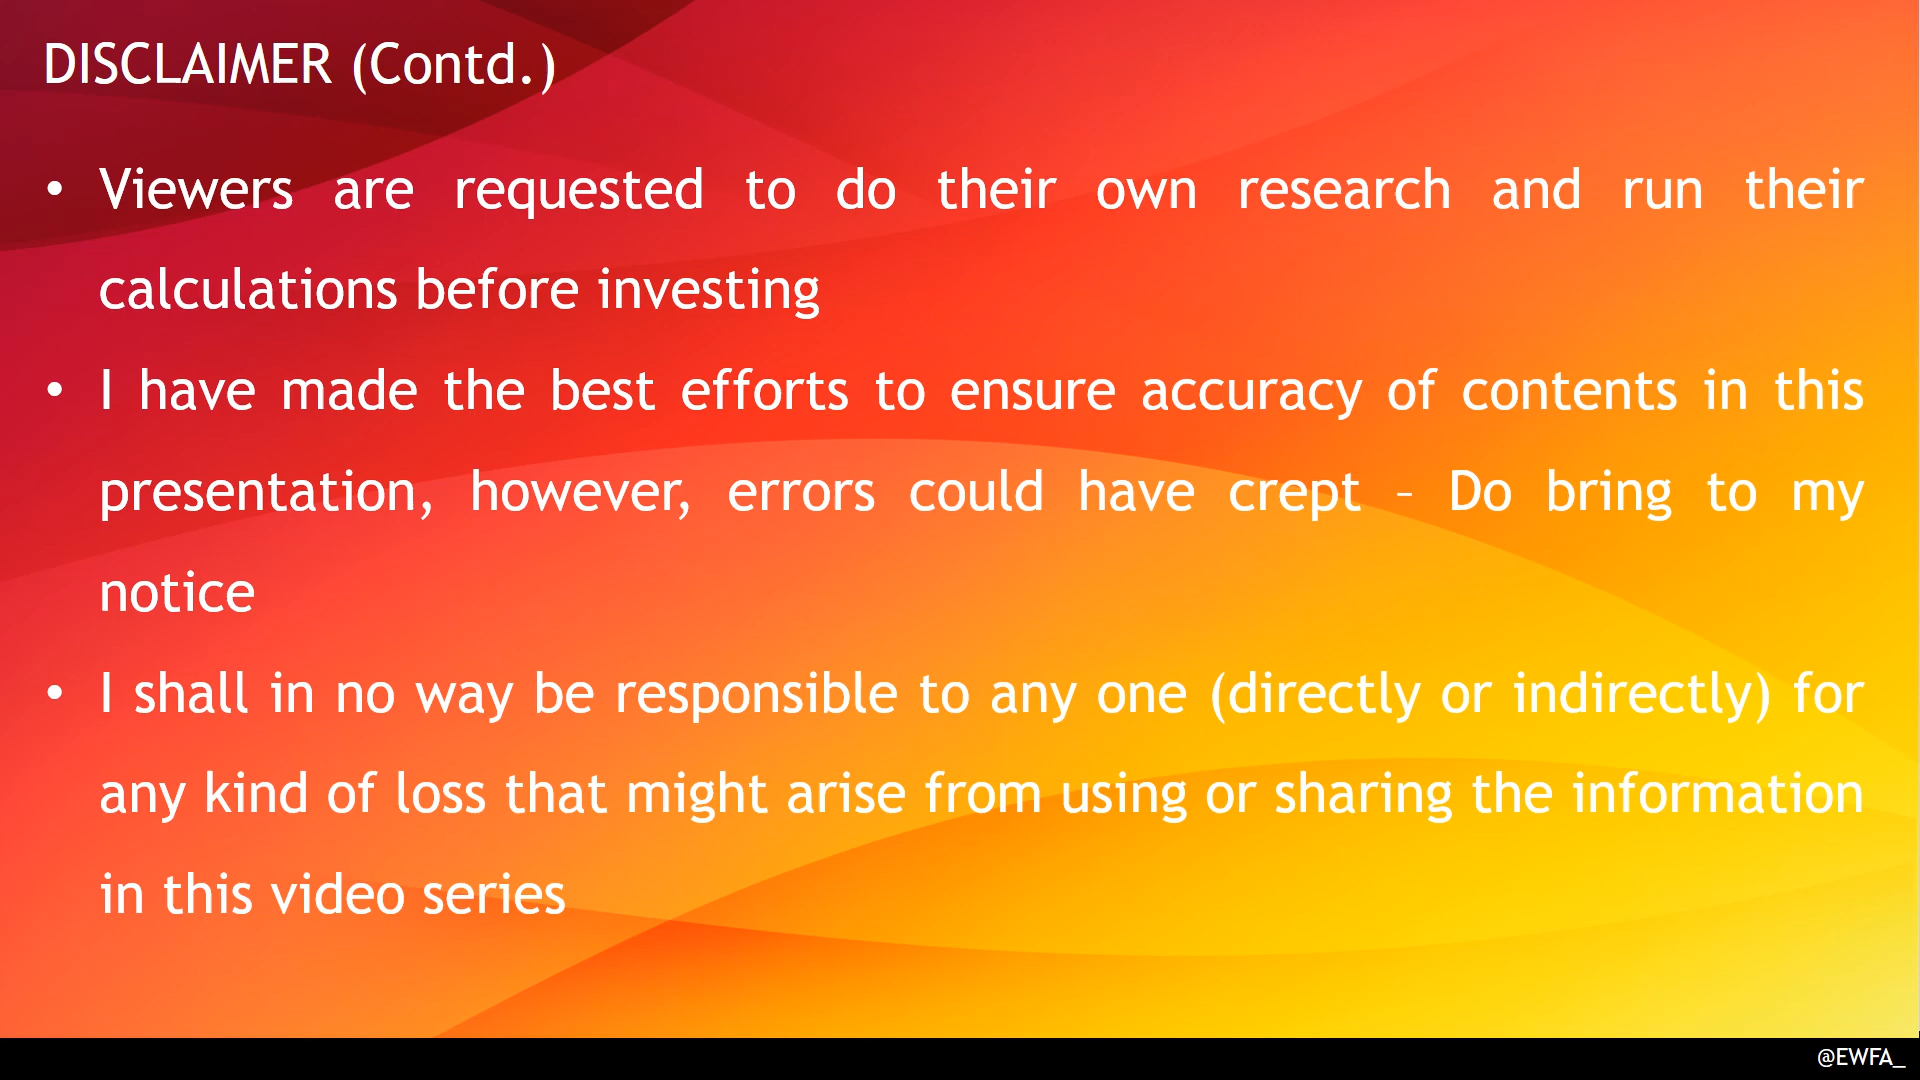 DISCLAIMER (Contd.)
• Viewers are requested to do their own research and run their
calculations before investing
• I have made the best efforts to ensure accuracy of contents in this
presentation, however, errors could have crept – Do bring to my
notice
• I shall in no way be responsible to any one (directly or indirectly) for
any kind of loss that might arise from using or sharing the information
in this video series
@EWFA_